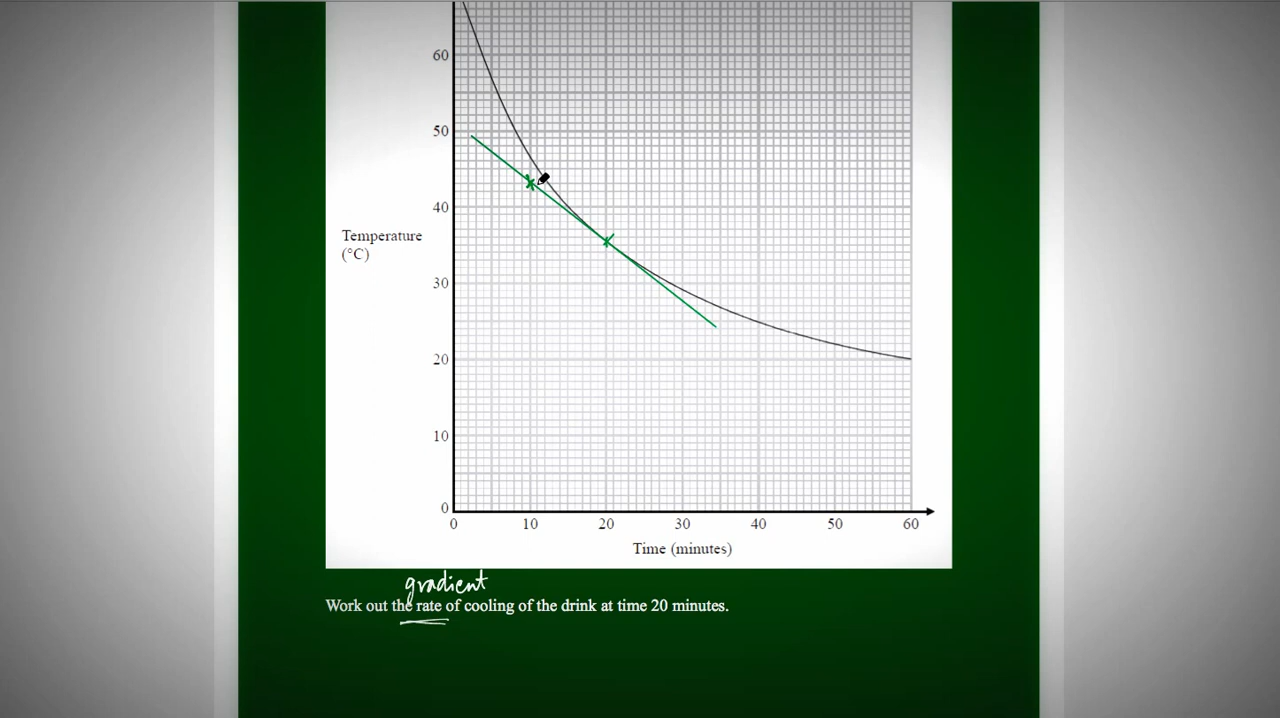 60
50
40
Temperature
(°C)
30
20
10
0
0 10 20 30 40 50 60
Time (minutes)
gradient
Work out the rate of cooling of the drink at time 20 minutes.